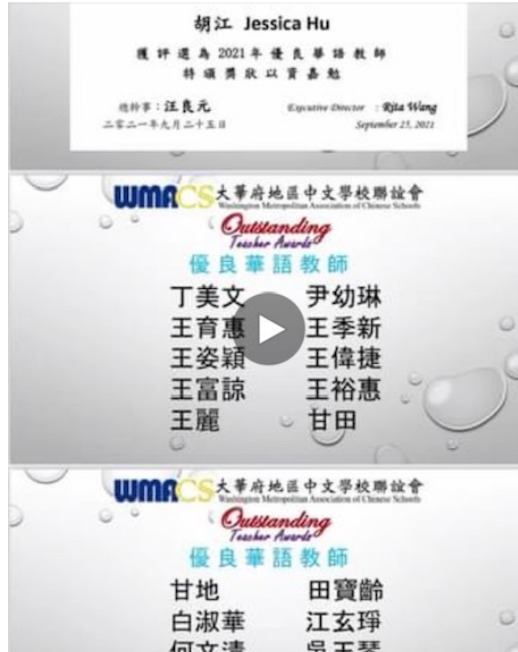 胡江 Jessica Hu
獲評選為 2021 年優良華語教師
特頒獎狀以資嘉勉
總幹事：汪良元 Executive Director : Rita Wang
二零二一年九月二十五日 September 25, 2021
WMACS 大華府地區中文學校聯誼會
Washington Metropolitan Association of Chinese Schools
Outstanding
Teacher Awards
優良華語教師
丁美文 尹幼琳
王育惠 王季新
王姿穎 王偉捷
王富諒 王裕惠
王麗 甘田
WMACS 大華府地區中文學校聯誼會
Washington Metropolitan Association of Chinese Schools
Outstanding
Teacher Awards
優良華語教師
甘地 田寶齡
白淑華 江玄琤
何文清 吳玉琴